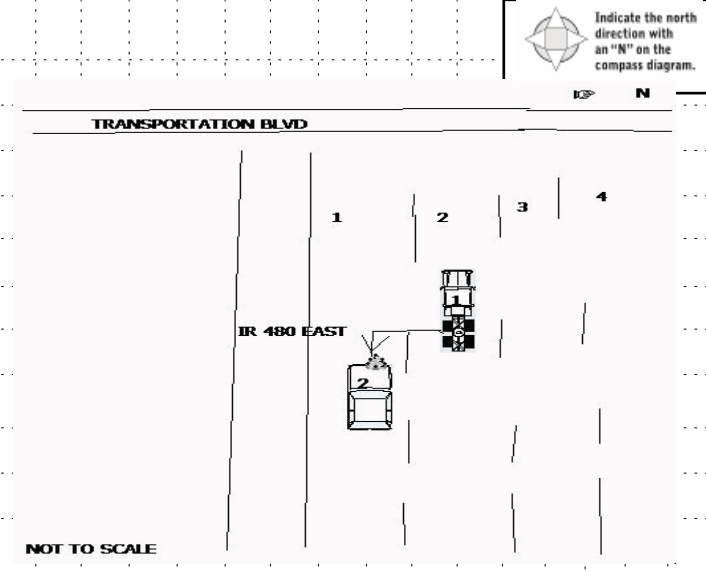 Indicate the north
direction with
an "N" on the
compass diagram.
N
TRANSPORTATION BLVD
1
2
3
4
1
IR 480 EAST
2
NOT TO SCALE